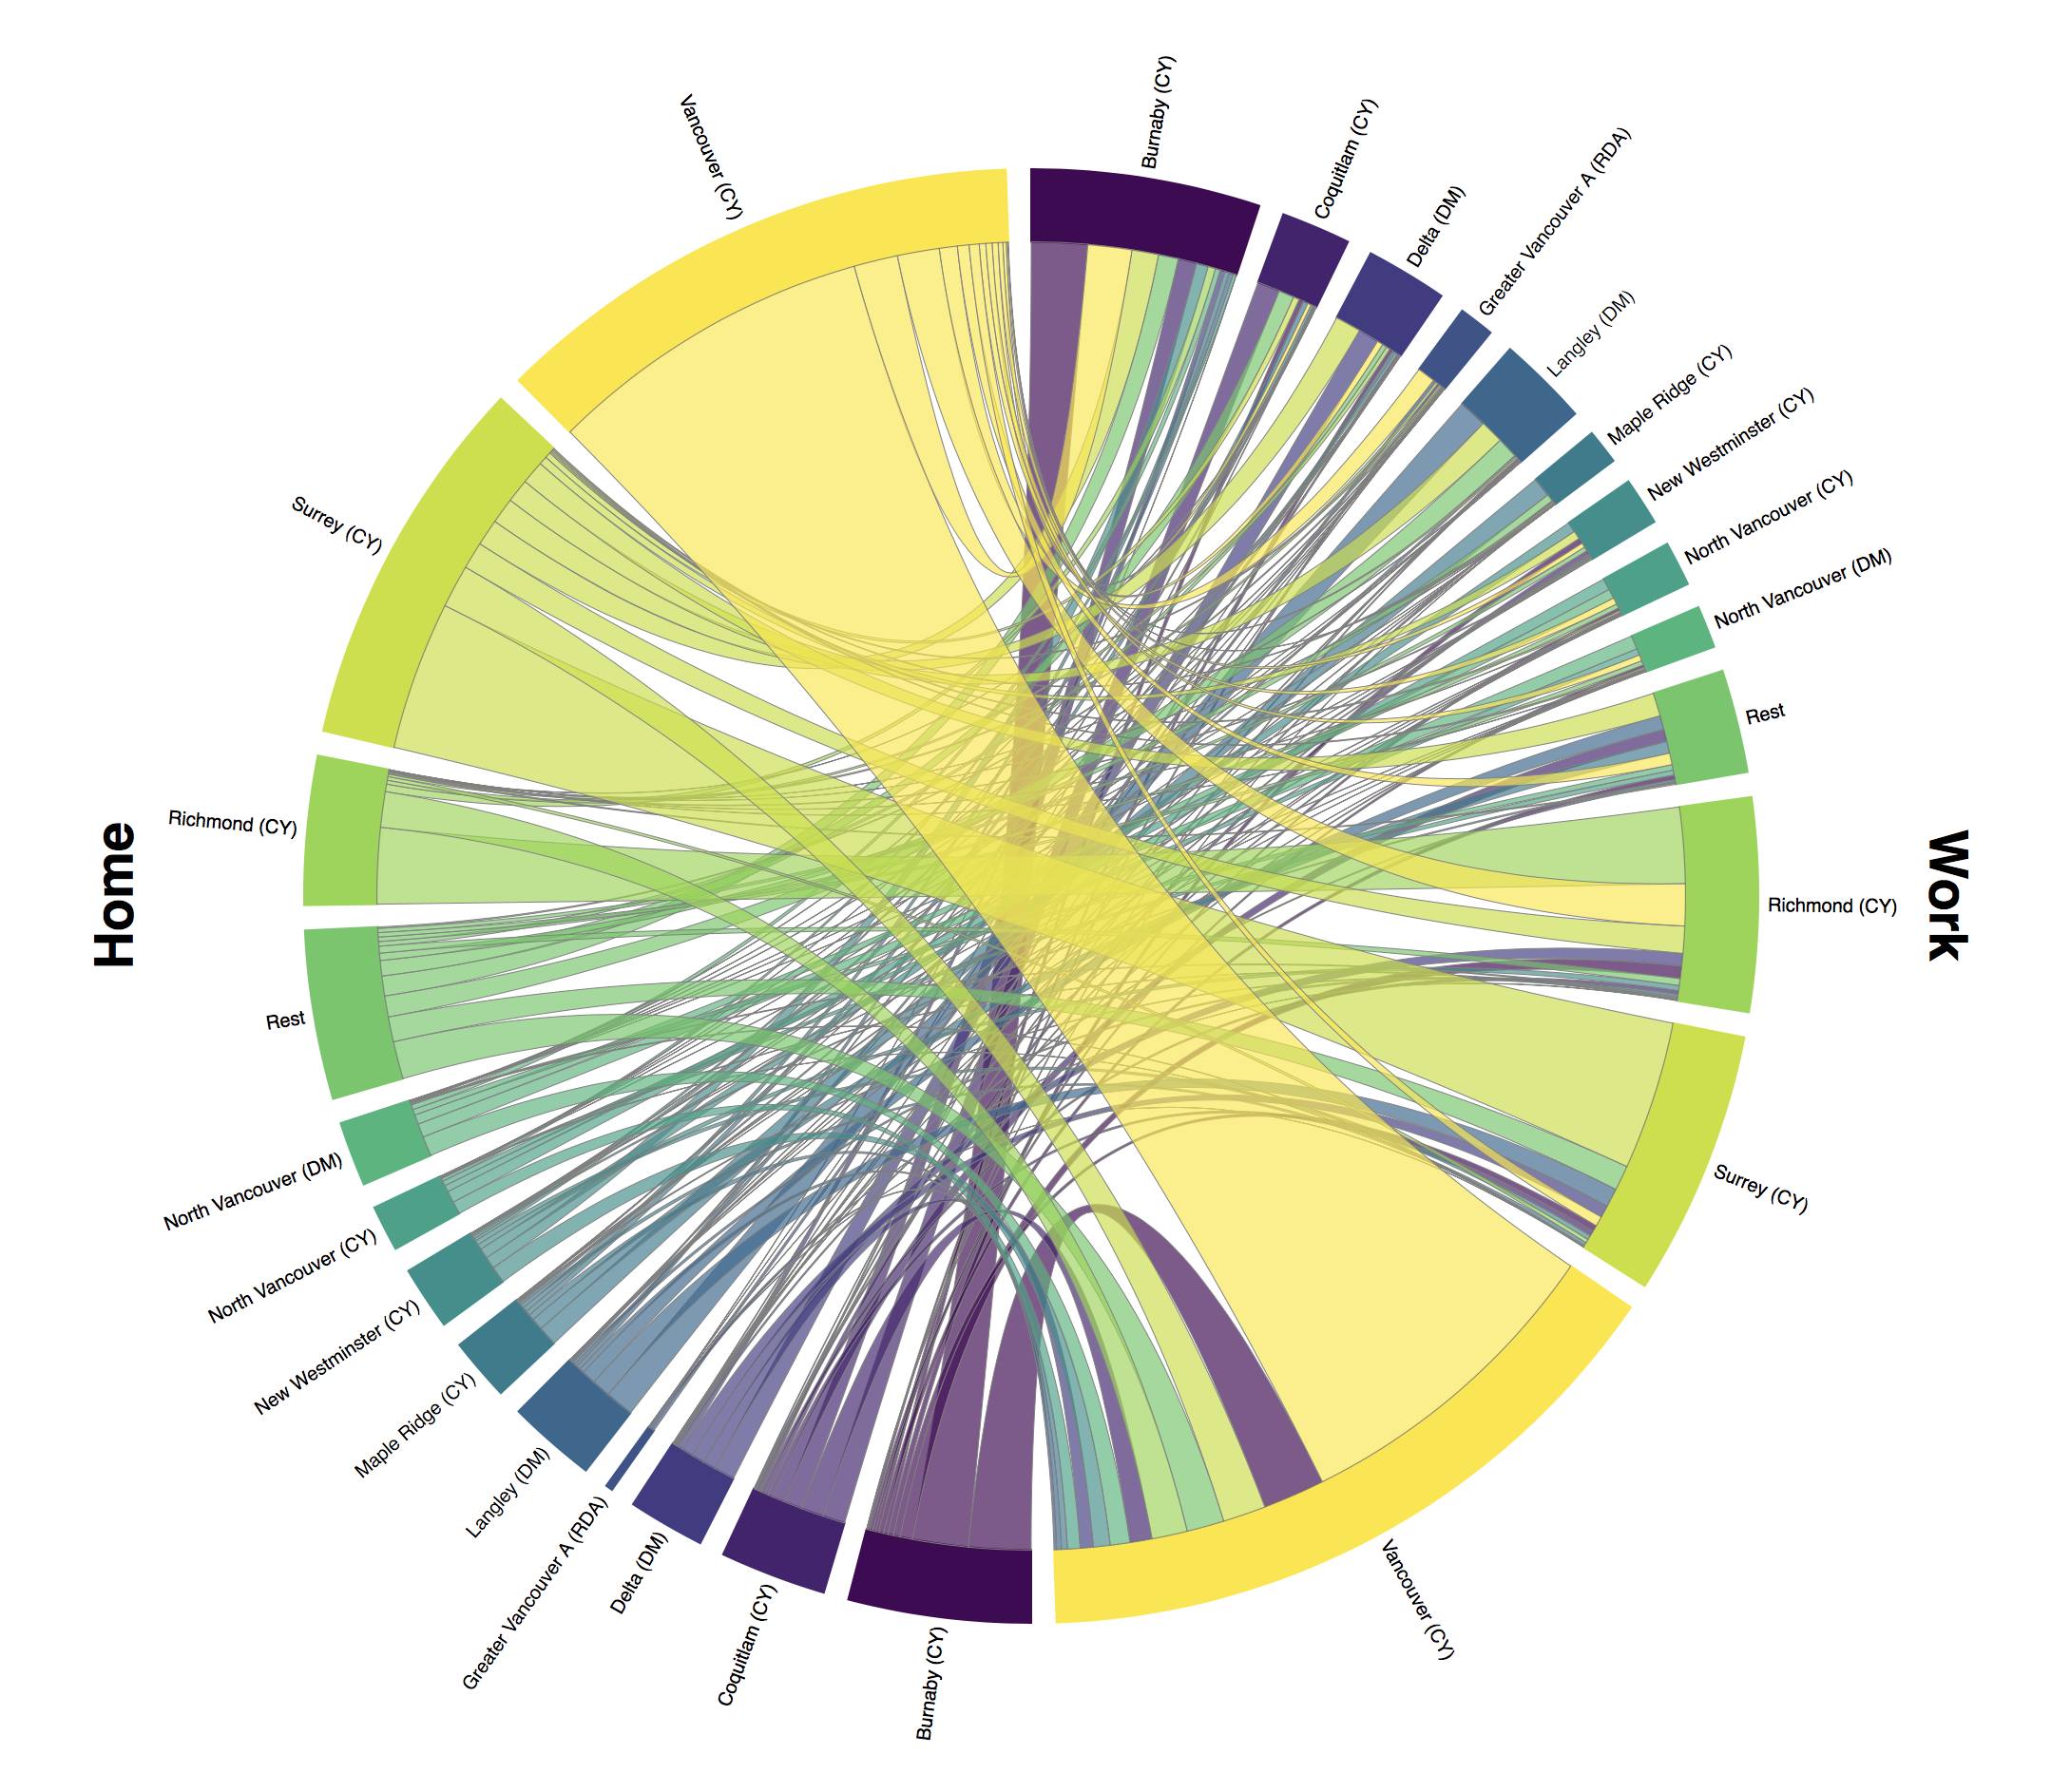 Home
Work
Vancouver (CY)
Surrey (CY)
Richmond (CY)
Rest
North Vancouver (DM)
North Vancouver (CY)
New Westminster (CY)
Maple Ridge (CY)
Langley (DM)
Greater Vancouver A (RDA)
Delta (DM)
Coquitlam (CY)
Burnaby (CY)
Burnaby (CY)
Coquitlam (CY)
Delta (DM)
Greater Vancouver A (RDA)
Langley (DM)
Maple Ridge (CY)
New Westminster (CY)
North Vancouver (CY)
North Vancouver (DM)
Rest
Richmond (CY)
Surrey (CY)
Vancouver (CY)